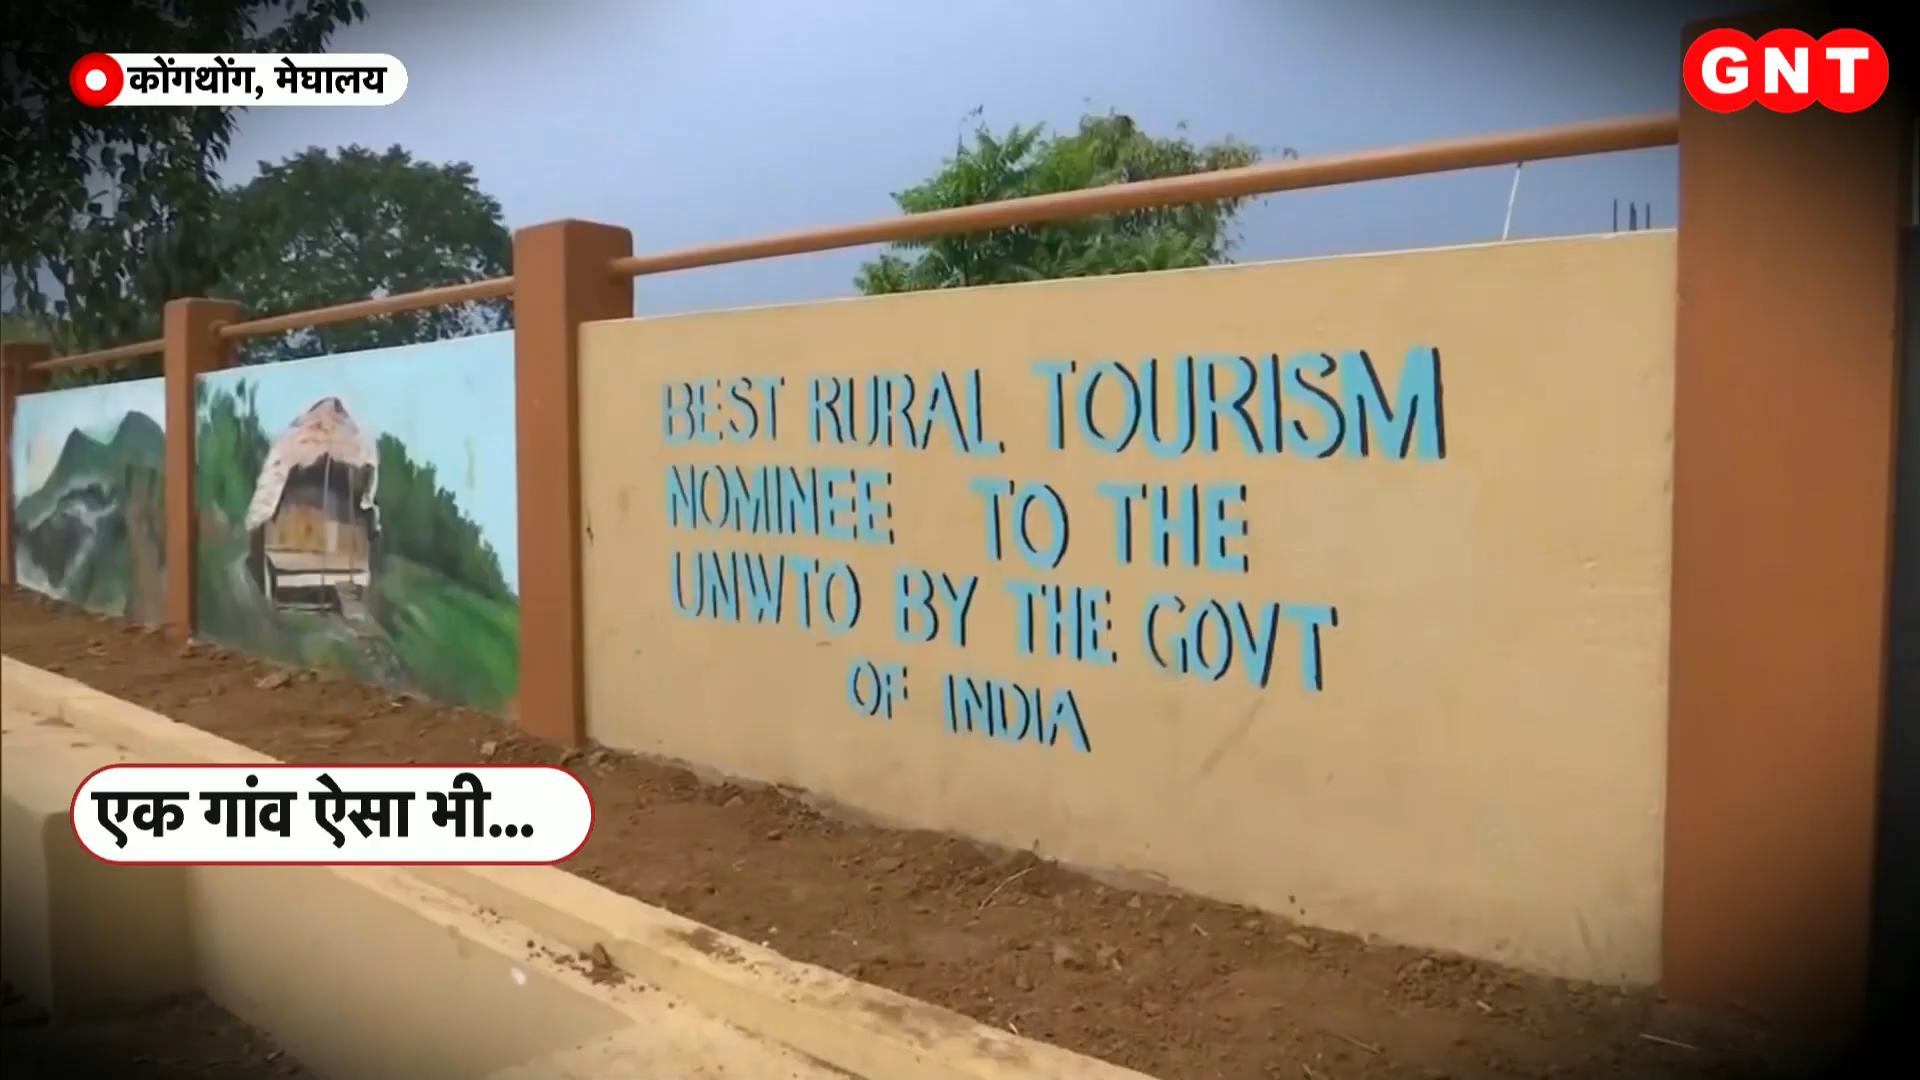 कोंगथोंग, मेघालय
GNT
BEST RURAL TOURISM
NOMINEE TO THE
UNWTO BY THE GOVT
OF INDIA
एक गांव ऐसा भी...